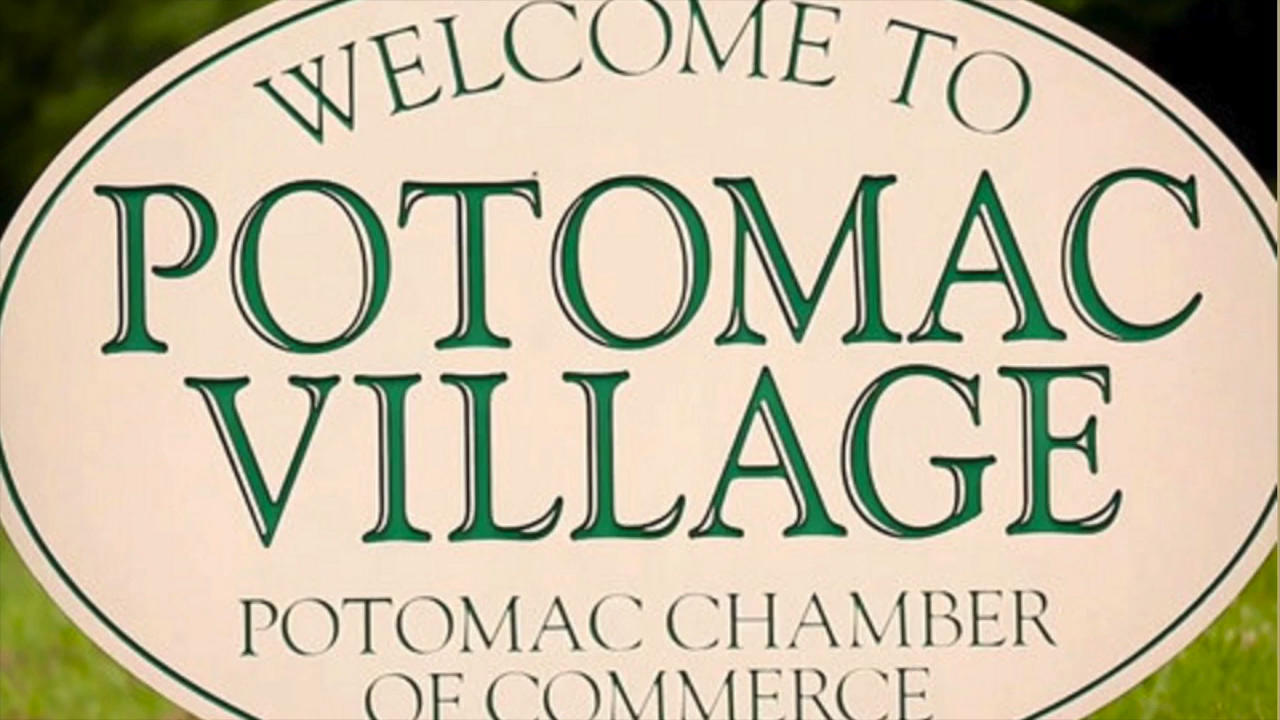 WELCOME TO
POTOMAC
VILLAGE
POTOMAC CHAMBER
OF COMMERCE